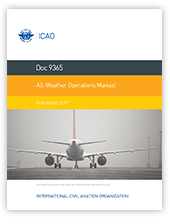 ICAO
Doc 9365
All-Weather Operations Manual
INTERNATIONAL CIVIL AVIATION ORGANIZATION